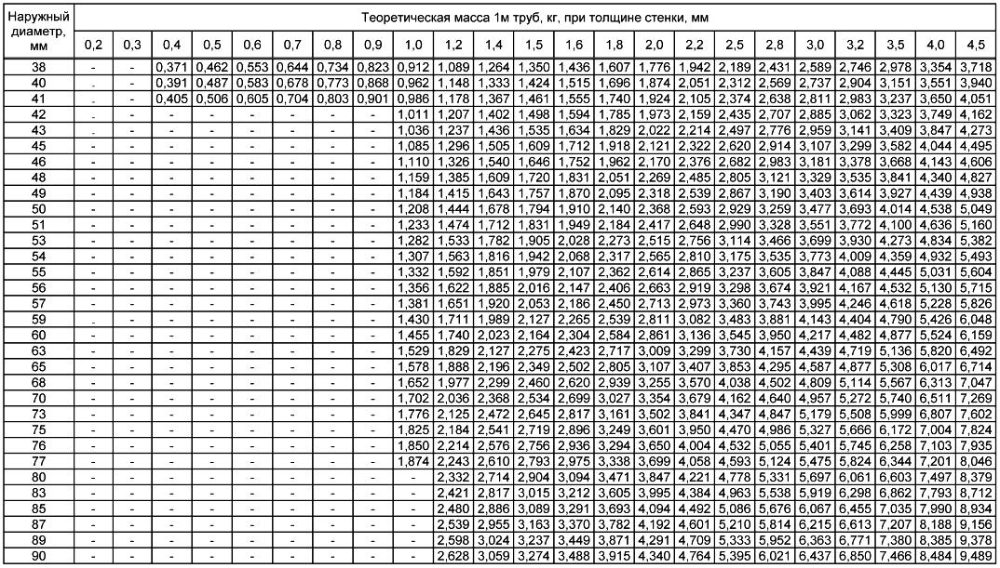 Наружный диаметр, мм Теоретическая масса 1м труб, кг, при толщине стенки, мм
0,2 0,3 0,4 0,5 0,6 0,7 0,8 0,9 1,0 1,2 1,4 1,5 1,6 1,8 2,0 2,2 2,5 2,8 3,0 3,2 3,5 4,0 4,5
38 - - 0,371 0,462 0,553 0,644 0,734 0,823 0,912 1,089 1,264 1,350 1,436 1,607 1,776 1,942 2,189 2,431 2,589 2,746 2,978 3,354 3,718
40 - - 0,391 0,487 0,583 0,678 0,773 0,868 0,962 1,148 1,333 1,424 1,515 1,696 1,874 2,051 2,312 2,569 2,737 2,904 3,151 3,551 3,940
41 - - 0,405 0,506 0,605 0,704 0,803 0,901 0,986 1,178 1,367 1,461 1,555 1,740 1,924 2,105 2,374 2,638 2,811 2,983 3,237 3,650 4,051
42 - - - - - - - - 1,011 1,207 1,402 1,498 1,594 1,785 1,973 2,159 2,435 2,707 2,885 3,062 3,323 3,749 4,162
43 - - - - - - - - 1,036 1,237 1,436 1,535 1,634 1,829 2,022 2,214 2,497 2,776 2,959 3,141 3,409 3,847 4,273
45 - - - - - - - - 1,085 1,296 1,505 1,609 1,712 1,918 2,121 2,322 2,620 2,914 3,107 3,299 3,582 4,044 4,495
46 - - - - - - - - 1,110 1,326 1,540 1,646 1,752 1,962 2,170 2,376 2,682 2,983 3,181 3,378 3,668 4,143 4,606
48 - - - - - - - - 1,159 1,385 1,609 1,720 1,831 2,051 2,269 2,485 2,805 3,121 3,329 3,535 3,841 4,340 4,827
49 - - - - - - - - 1,184 1,415 1,643 1,757 1,870 2,095 2,318 2,539 2,867 3,190 3,403 3,614 3,927 4,439 4,938
50 - - - - - - - - 1,208 1,444 1,678 1,794 1,910 2,140 2,368 2,593 2,929 3,259 3,477 3,693 4,014 4,538 5,049
51 - - - - - - - - 1,233 1,474 1,712 1,831 1,949 2,184 2,417 2,648 2,990 3,328 3,551 3,772 4,100 4,636 5,160
53 - - - - - - - - 1,282 1,533 1,782 1,905 2,028 2,273 2,515 2,756 3,114 3,466 3,699 3,930 4,273 4,834 5,382
54 - - - - - - - - 1,307 1,563 1,816 1,942 2,068 2,317 2,565 2,810 3,175 3,535 3,773 4,009 4,359 4,932 5,493
55 - - - - - - - - 1,332 1,592 1,851 1,979 2,107 2,362 2,614 2,865 3,237 3,605 3,847 4,088 4,445 5,031 5,604
56 - - - - - - - - 1,356 1,622 1,885 2,016 2,147 2,406 2,663 2,919 3,298 3,674 3,921 4,167 4,532 5,130 5,715
57 - - - - - - - - 1,381 1,651 1,920 2,053 2,186 2,450 2,713 2,973 3,360 3,743 3,995 4,246 4,618 5,228 5,826
59 - - - - - - - - 1,430 1,711 1,989 2,127 2,265 2,539 2,811 3,082 3,483 3,881 4,143 4,404 4,790 5,426 6,048
60 - - - - - - - - 1,455 1,740 2,023 2,164 2,304 2,584 2,861 3,136 3,545 3,950 4,217 4,482 4,877 5,524 6,159
63 - - - - - - - - 1,529 1,829 2,127 2,275 2,423 2,717 3,009 3,299 3,730 4,157 4,439 4,719 5,136 5,820 6,492
65 - - - - - - - - 1,578 1,888 2,196 2,349 2,502 2,805 3,107 3,407 3,853 4,295 4,587 4,877 5,308 6,017 6,714
68 - - - - - - - - 1,652 1,977 2,299 2,460 2,620 2,939 3,255 3,570 4,038 4,502 4,809 5,114 5,567 6,313 7,047
70 - - - - - - - - 1,702 2,036 2,368 2,534 2,699 3,027 3,354 3,679 4,162 4,640 4,957 5,272 5,740 6,511 7,269
73 - - - - - - - - 1,776 2,125 2,472 2,645 2,817 3,161 3,502 3,841 4,347 4,847 5,179 5,508 5,999 6,807 7,602
75 - - - - - - - - 1,825 2,184 2,541 2,719 2,896 3,249 3,601 3,950 4,470 4,986 5,327 5,666 6,172 7,004 7,824
76 - - - - - - - - 1,850 2,214 2,576 2,756 2,936 3,294 3,650 4,004 4,532 5,055 5,401 5,745 6,258 7,103 7,935
77 - - - - - - - - 1,874 2,243 2,610 2,793 2,975 3,338 3,699 4,058 4,593 5,124 5,475 5,824 6,344 7,201 8,046
80 - - - - - - - - - 2,332 2,714 2,904 3,094 3,471 3,847 4,221 4,778 5,331 5,697 6,061 6,603 7,497 8,379
83 - - - - - - - - - 2,421 2,817 3,015 3,212 3,605 3,995 4,384 4,963 5,538 5,919 6,298 6,862 7,793 8,712
85 - - - - - - - - - 2,480 2,886 3,089 3,291 3,693 4,094 4,492 5,086 5,676 6,067 6,455 7,035 7,990 8,934
87 - - - - - - - - - 2,539 2,955 3,163 3,370 3,782 4,192 4,601 5,210 5,814 6,215 6,613 7,207 8,188 9,156
89 - - - - - - - - - 2,598 3,024 3,237 3,449 3,871 4,291 4,709 5,333 5,952 6,363 6,771 7,380 8,385 9,378
90 - - - - - - - - - 2,628 3,059 3,274 3,488 3,915 4,340 4,764 5,395 6,021 6,437 6,850 7,466 8,484 9,489